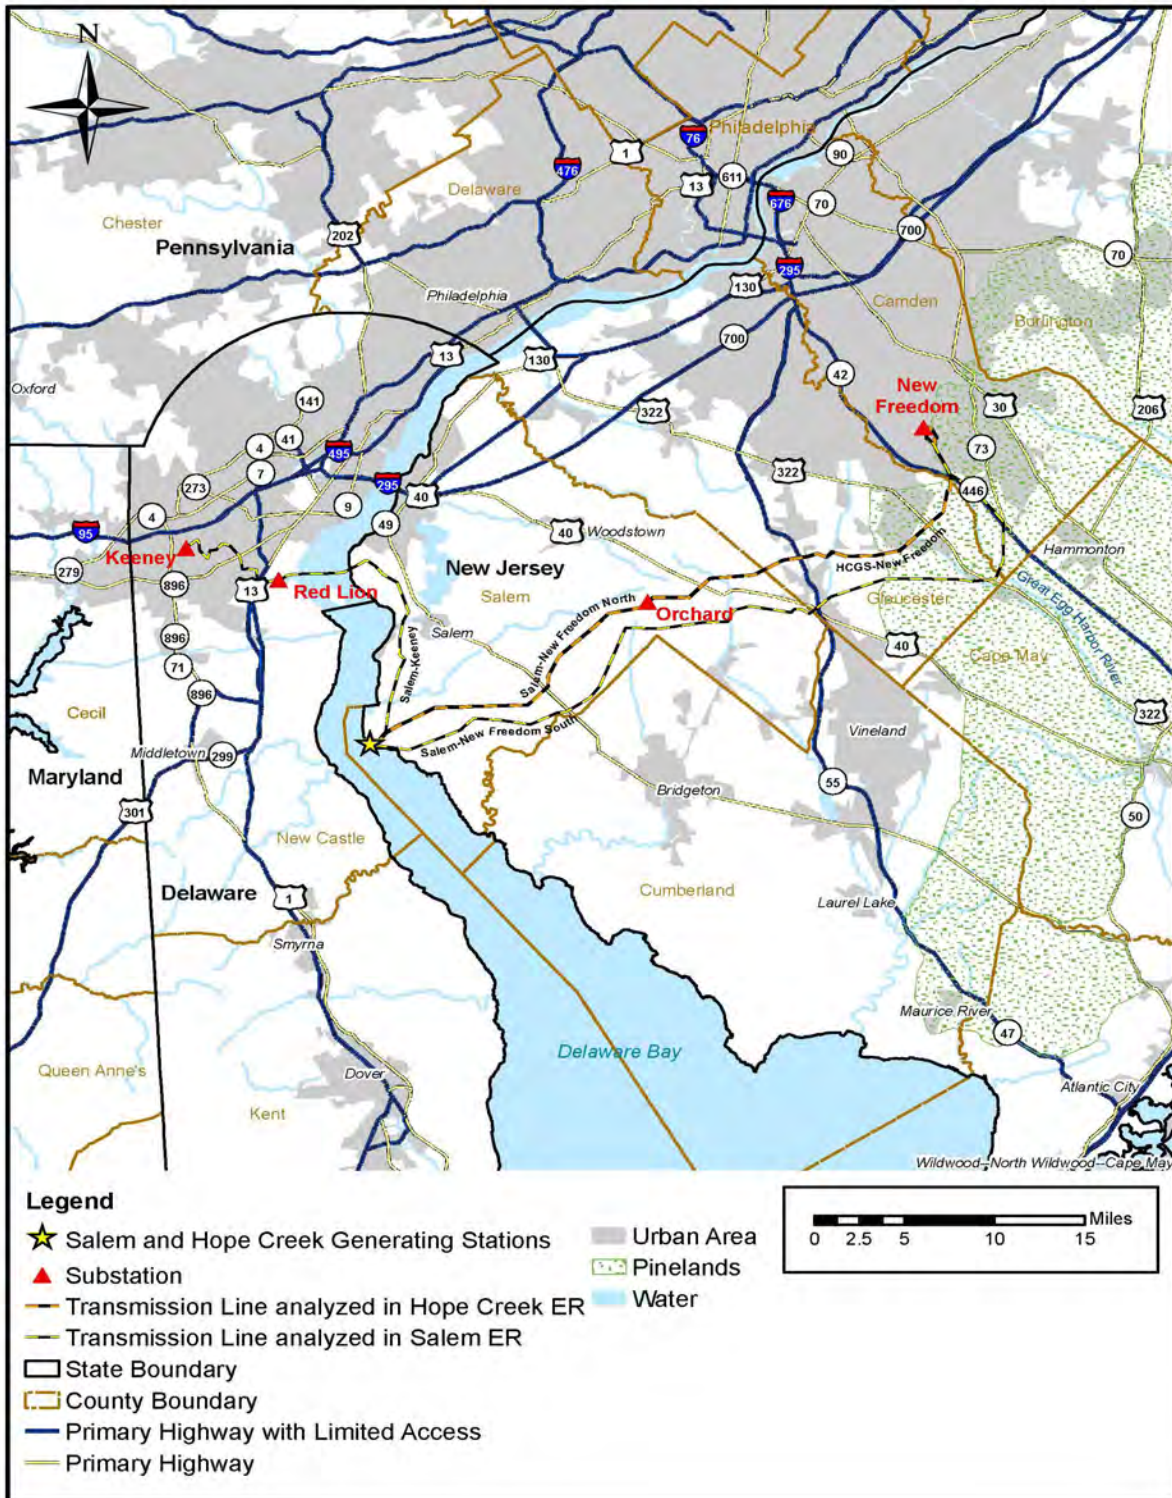 N
76
Philadelphia
1
90
476
13
611
Delaware
676
70
Chester
202
700
Pennsylvania
70
295
130
Philadelphia
Camden
Burlington
13
700
130
42
Oxford
New
Freedom
141
322
30
206
4
41
73
495
7
322
273
295
446
40
9
4
49
Woodstown
95
40
Hammonton
Keeney
New Jersey
HCGS-New Freedom
279
896
13
Red Lion
Salem
Gloucester
Great Egg Harbor River
Salem-New Freedom North
Orchard
896
Salem
40
Cape May
71
Salem-Keeney
896
322
Cecil
Salem-New Freedom South
Vineland
Middletown
299
Maryland
55
Bridgeton
301
50
New Castle
Cumberland
Delaware
1
Laurel Lake
Smyrna
Maurice River
47
Delaware Bay
Queen Anne's
Dover
Atlantic City
Kent
Wildwood--North Wildwood--Cape May
Legend
Salem and Hope Creek Generating Stations
Substation
Transmission Line analyzed in Hope Creek ER
Transmission Line analyzed in Salem ER
State Boundary
County Boundary
Primary Highway with Limited Access
Primary Highway
Urban Area
Pinelands
Water
Miles
0 2.5 5 10 15